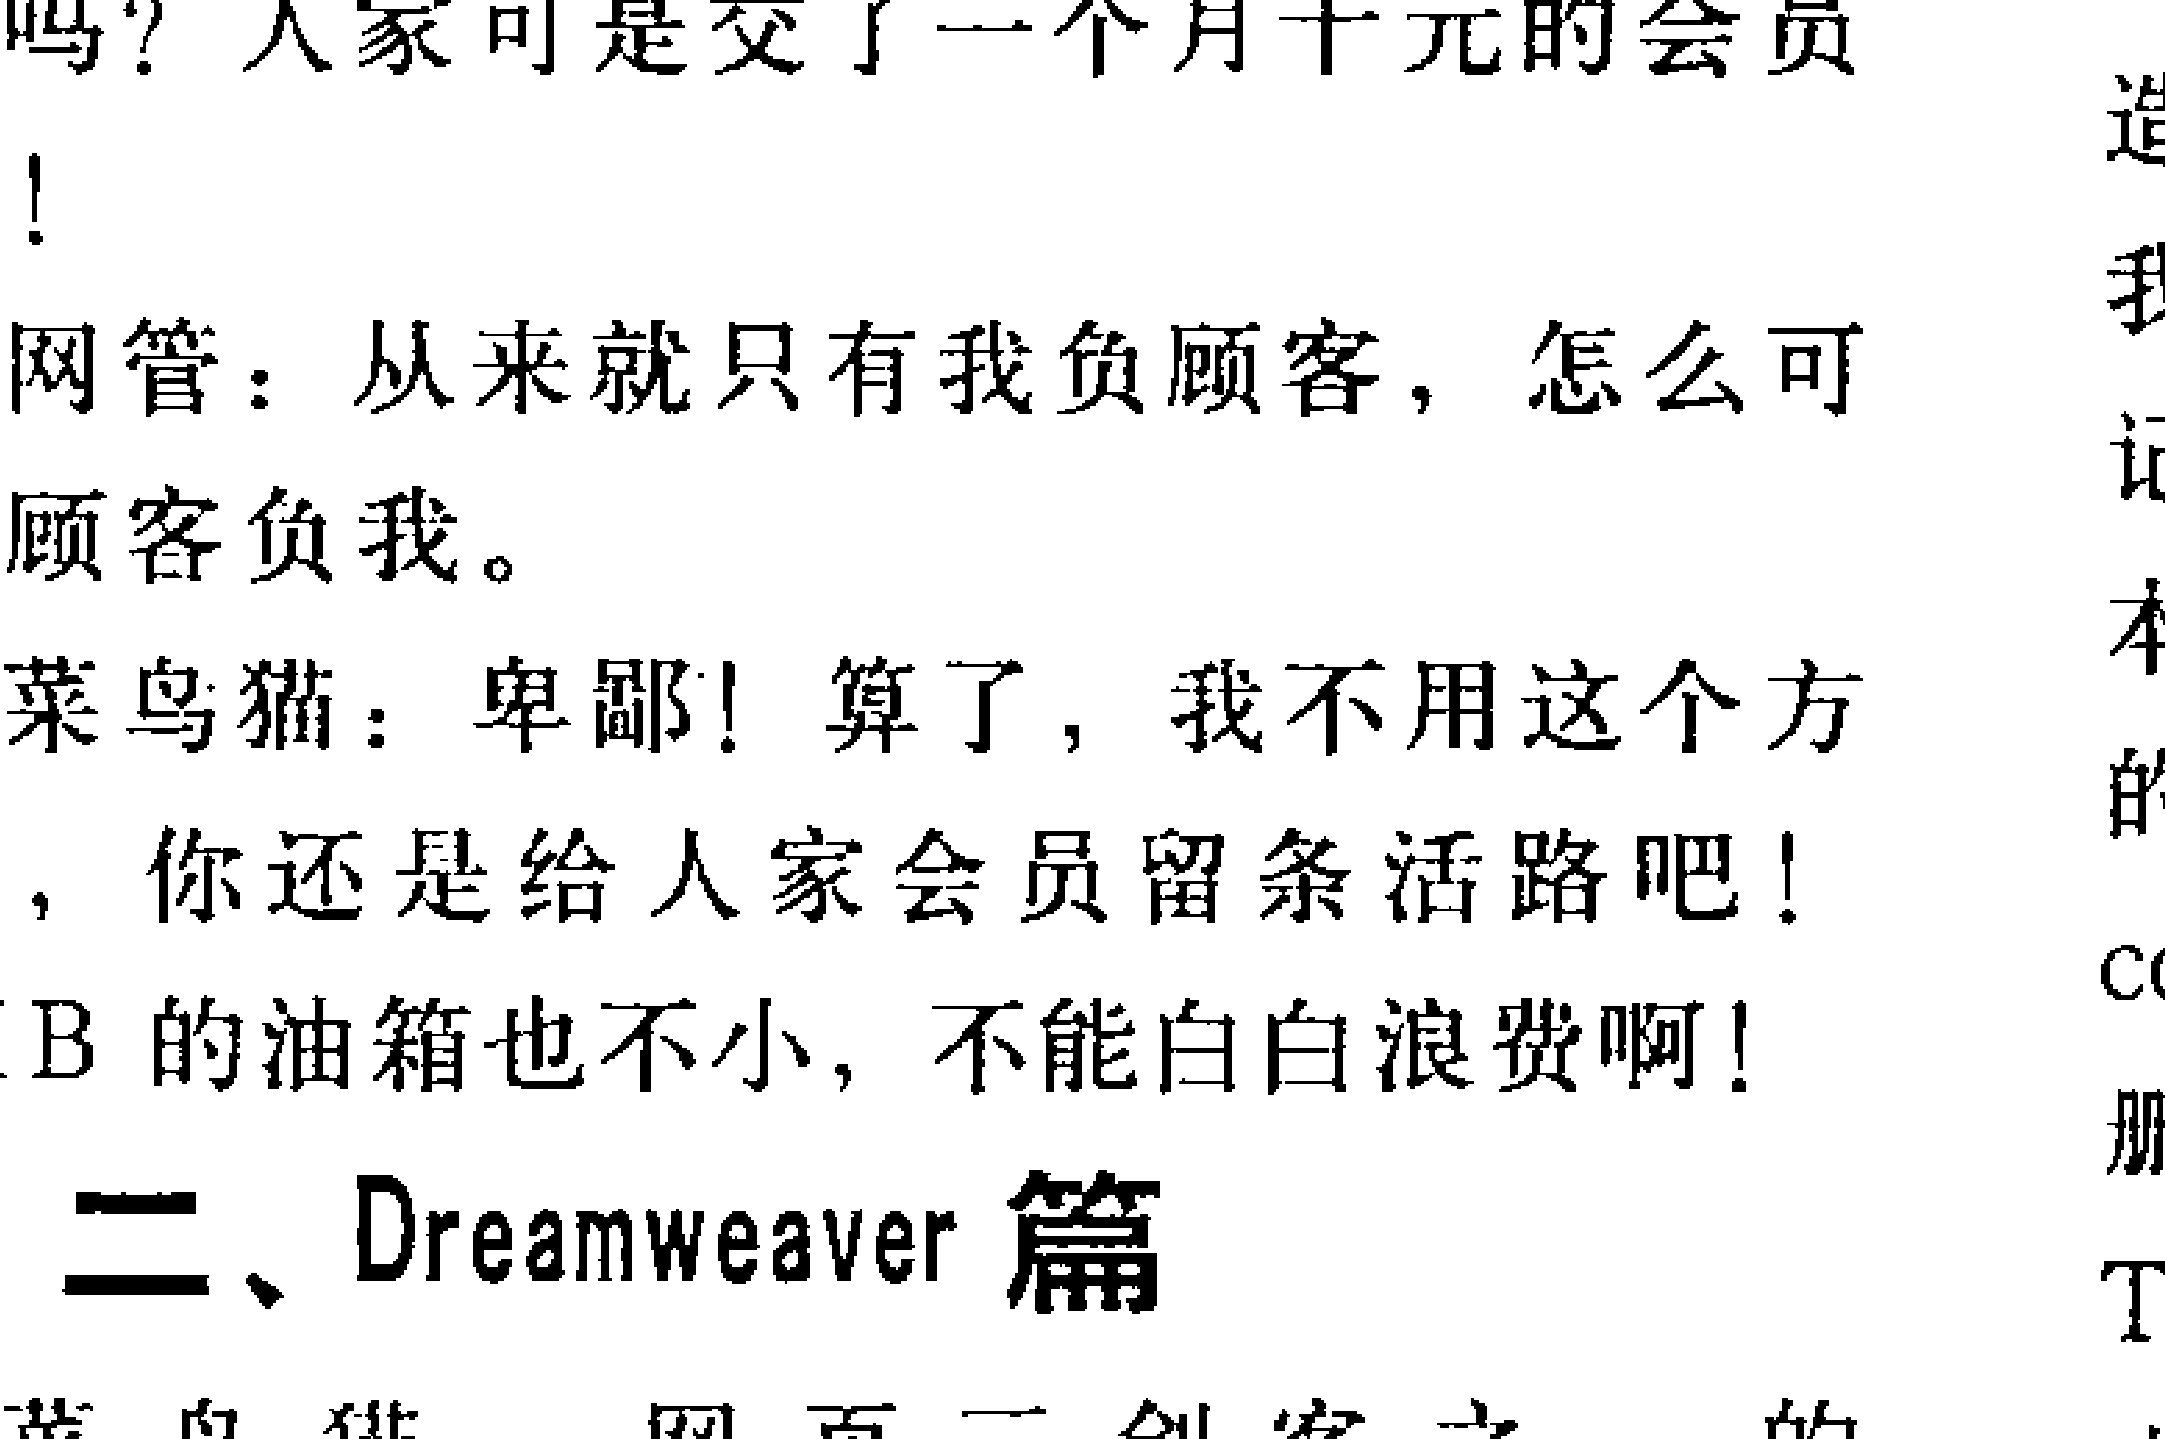 吗？人家可是交了一个月十元的会员
！
网管：从来就只有我负顾客，怎么可
顾客负我。
菜鸟猫：卑鄙！算了，我不用这个方
，你还是给人家会员留条活路吧！
KB 的油箱也不小，不能白白浪费啊！
二、Dreamweaver 篇
造
我
记
本
的
co
T